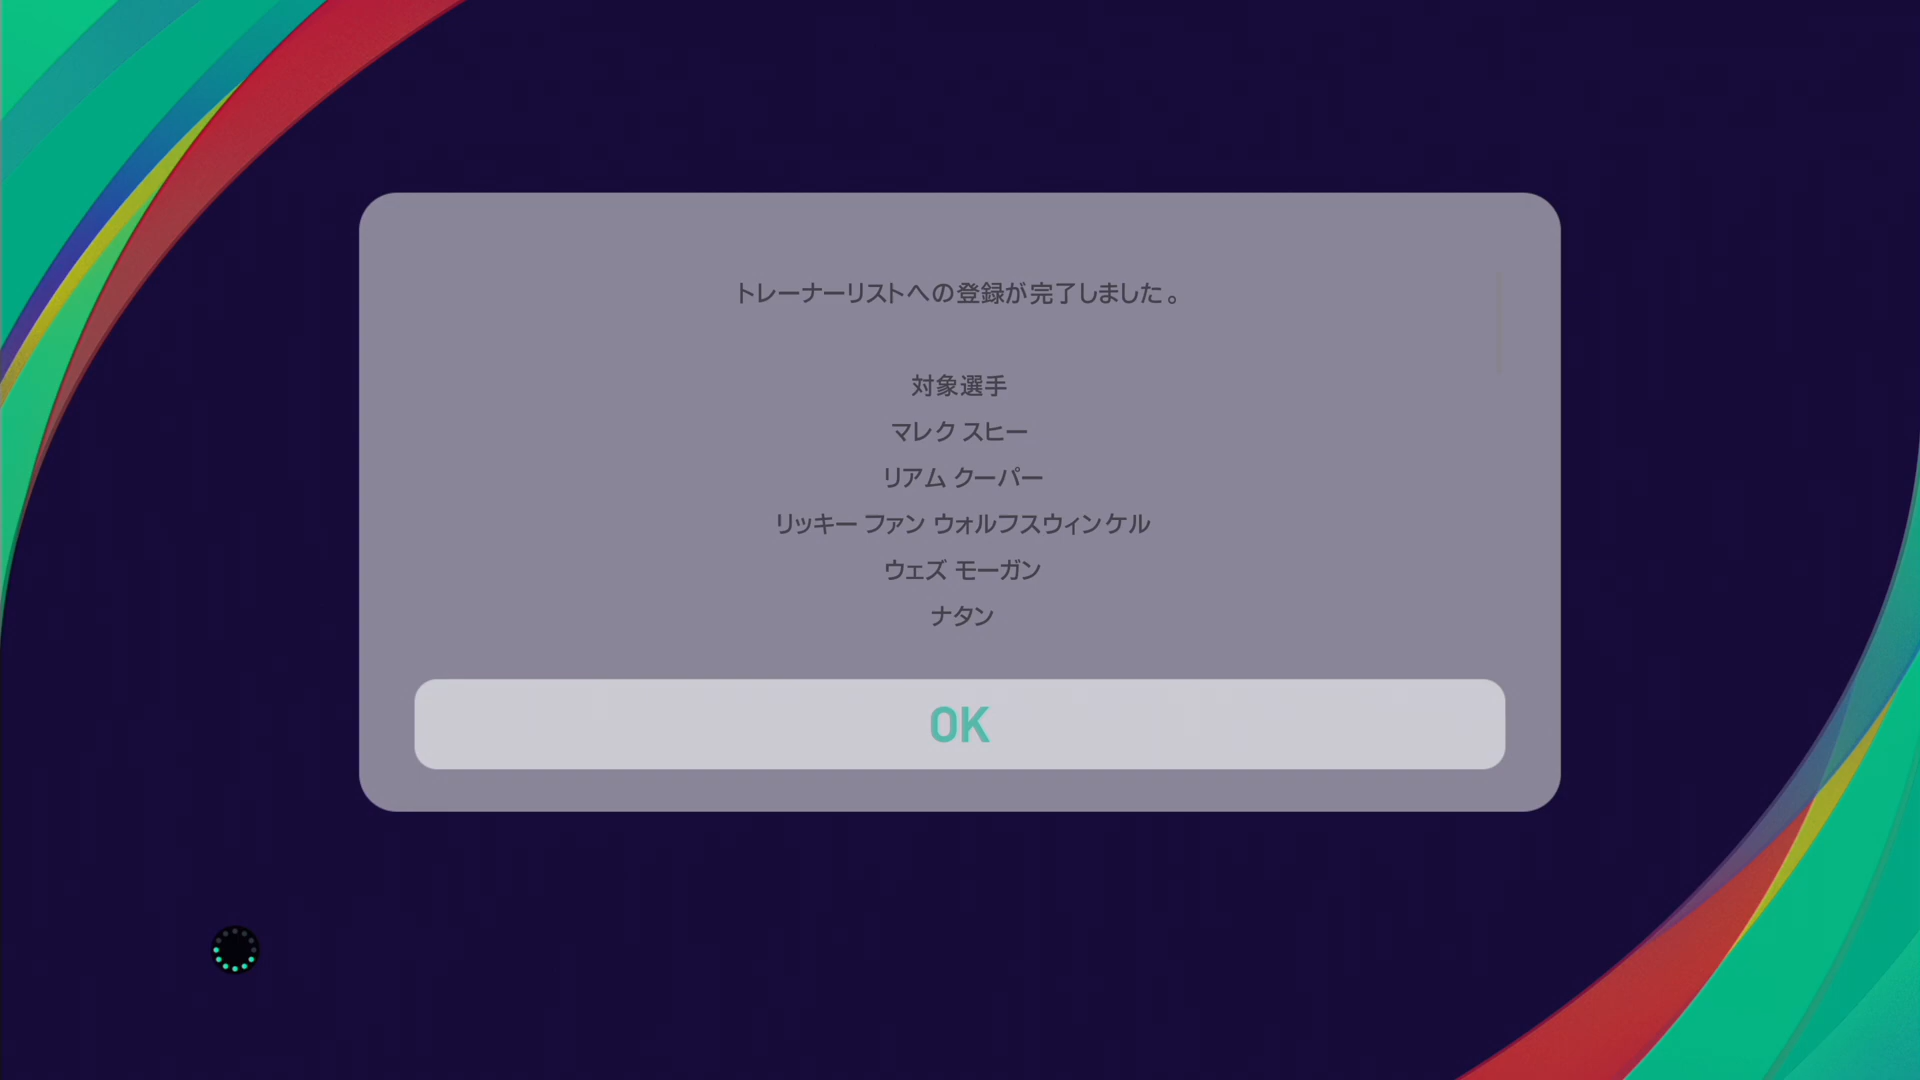 トレーナーリストへの登録が完了しました。
対象選手
マレク スヒー
リアム クーパー
リッキー ファン ウォルフスウィンケル
ウェズ モーガン
ナタン
OK